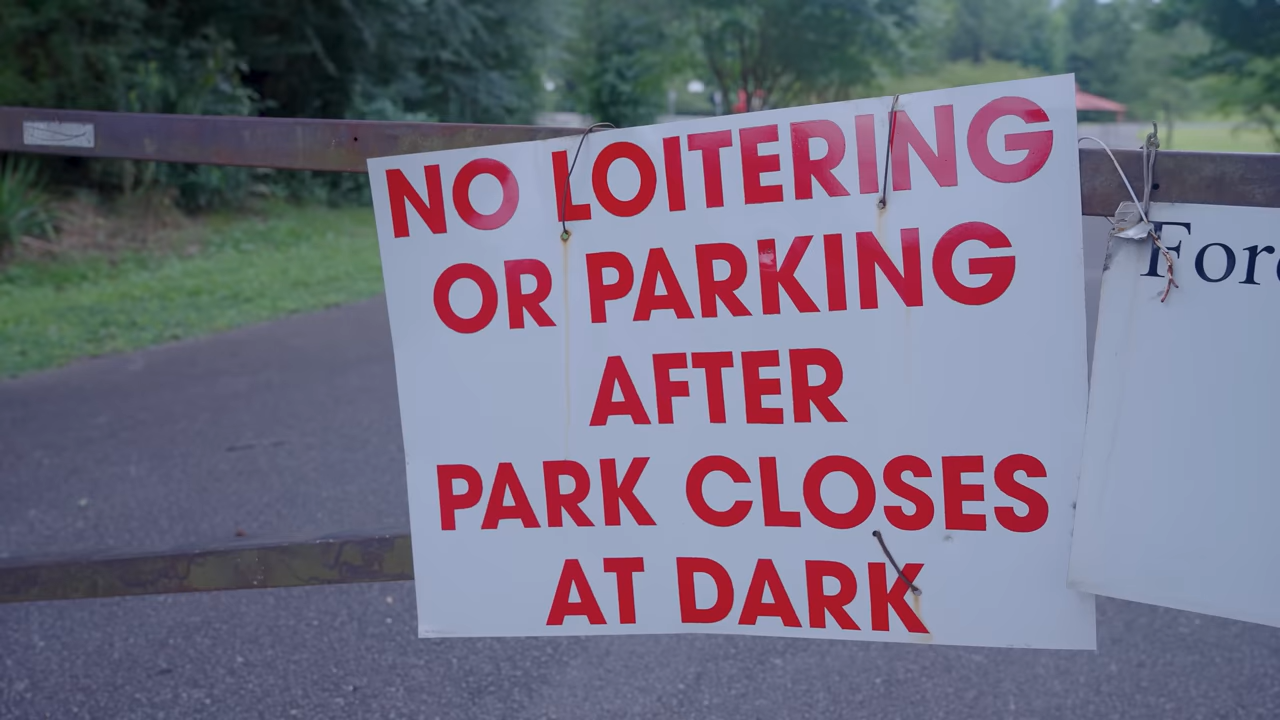 NO LOITERING
OR PARKING
AFTER
PARK CLOSES
AT DARK